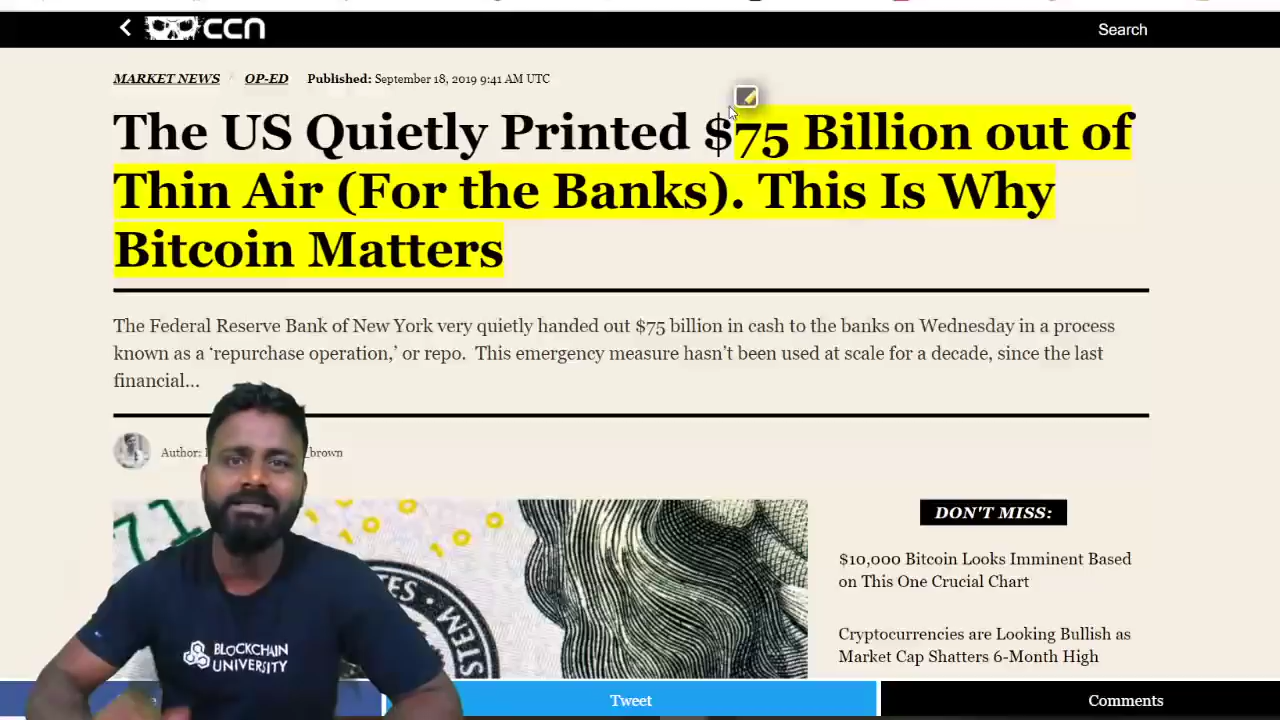 CCN
Search
MARKET NEWS / OP-ED Published: September 18, 2019 9:41 AM UTC
The US Quietly Printed $75 Billion out of
Thin Air (For the Banks). This Is Why
Bitcoin Matters
The Federal Reserve Bank of New York very quietly handed out $75 billion in cash to the banks on Wednesday in a process
known as a ‘repurchase operation,’ or repo. This emergency measure hasn’t been used at scale for a decade, since the last
financial...
Author: _brown
DON'T MISS:
$10,000 Bitcoin Looks Imminent Based
on This One Crucial Chart
Cryptocurrencies are Looking Bullish as
Market Cap Shatters 6-Month High
BLOCKCHAIN
UNIVERSITY
Tweet
Comments